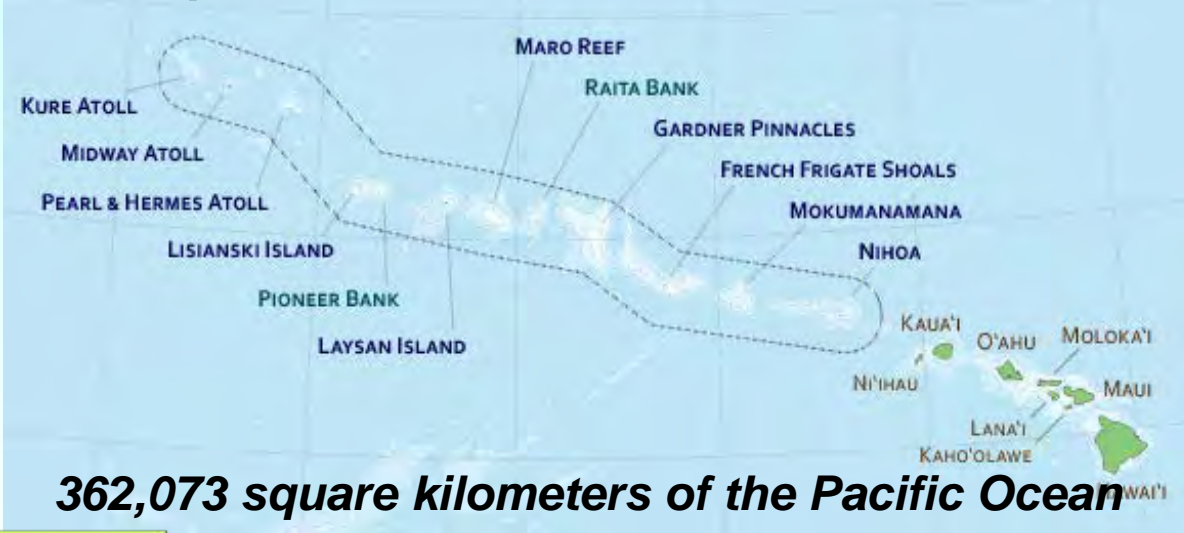 MARO REEF
RAITA BANK
KURE ATOLL
GARDNER PINNACLES
MIDWAY ATOLL
FRENCH FRIGATE SHOALS
PEARL & HERMES ATOLL
MOKUMANAMANA
LISIANSKI ISLAND
NIHOA
PIONEER BANK
LAYSAN ISLAND
KAUA'I
O'AHU
MOLOKA'I
NI'IHAU
MAUI
LANA'I
KAHO'OLAWE
362,073 square kilometers of the Pacific Ocean